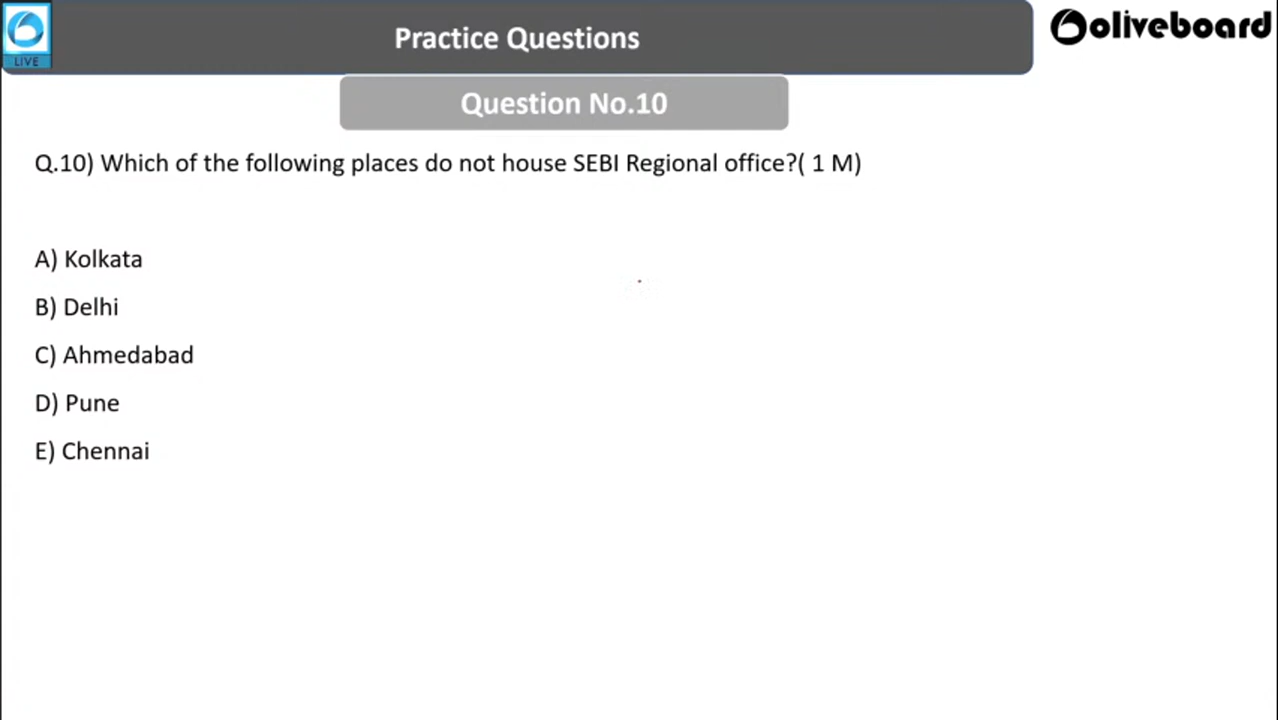 LIVE
Practice Questions
oliveboard
Question No.10
Q.10) Which of the following places do not house SEBI Regional office?( 1 M)
A) Kolkata
B) Delhi
C) Ahmedabad
D) Pune
E) Chennai